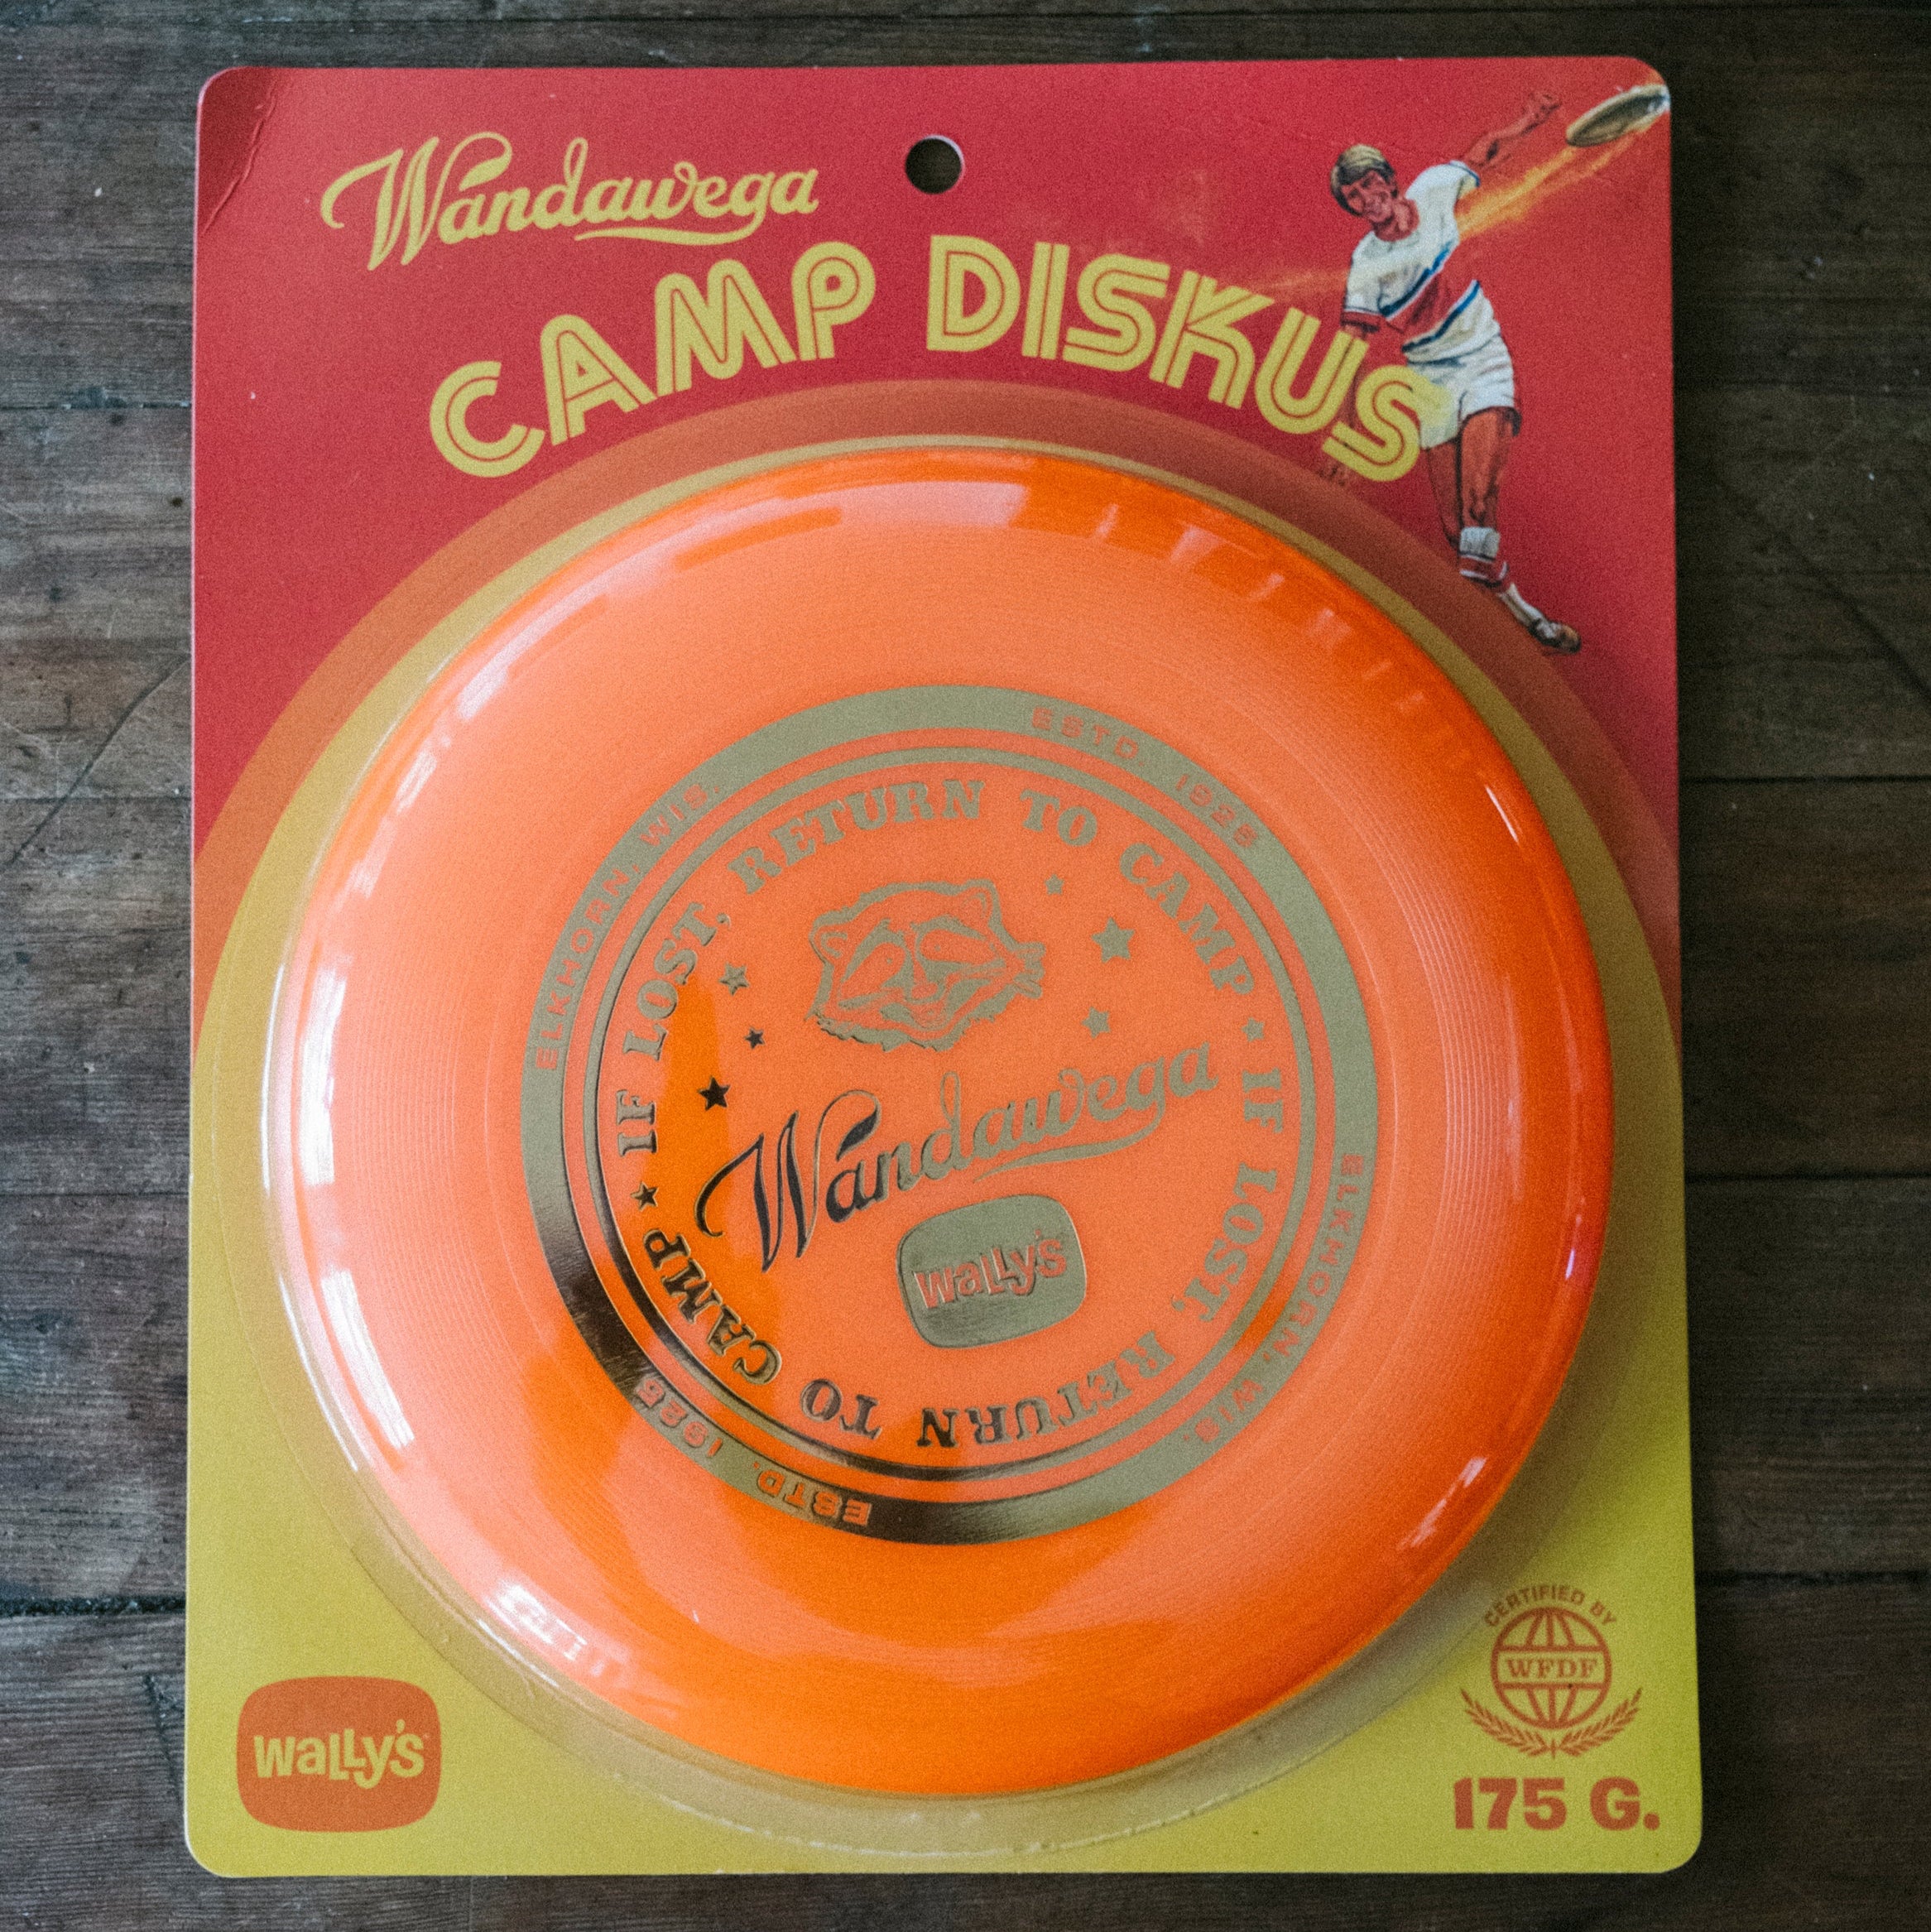 Wandawega
CAMP DISKUS
ELKHORN, WIS.
ESTD. 1925
IF LOST, RETURN TO CAMP ★ IF LOST, RETURN TO CAMP ★
Wandawega
wallys
ELKHORN, WIS.
ESTD. 1925
wally's
CERTIFIED BY
WFDF
175 G.